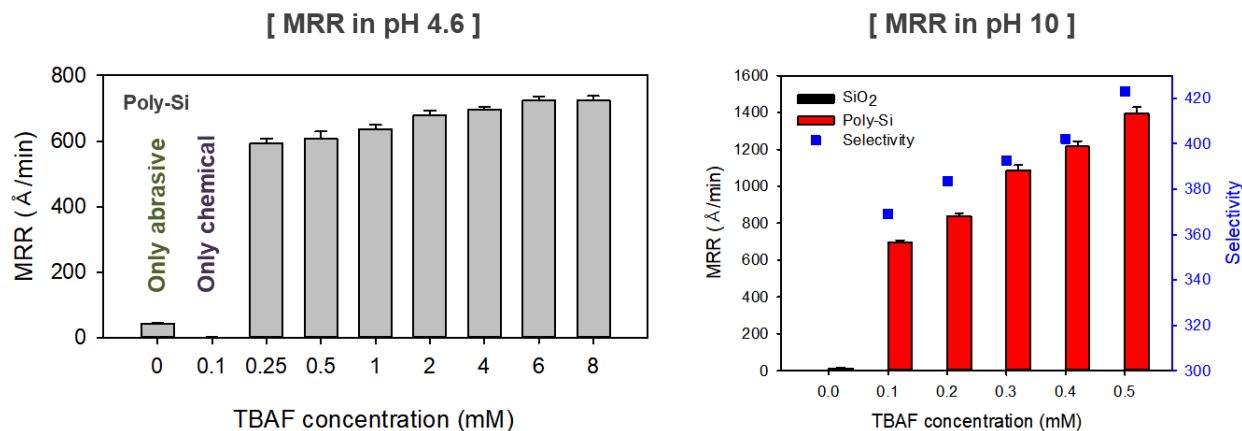 [ MRR in pH 4.6 ]
800
600
400
200
0
MRR ( Å/min)
Poly-Si
Only abrasive
Only chemical
0 0.1 0.25 0.5 1 2 4 6 8
TBAF concentration (mM)
[ MRR in pH 10 ]
1600
1400
1200
1000
800
600
400
200
0
MRR ( Å/min)
SiO2
Poly-Si
Selectivity
420
400
380
360
340
320
300
Selectivity
0.0 0.1 0.2 0.3 0.4 0.5
TBAF concentration (mM)